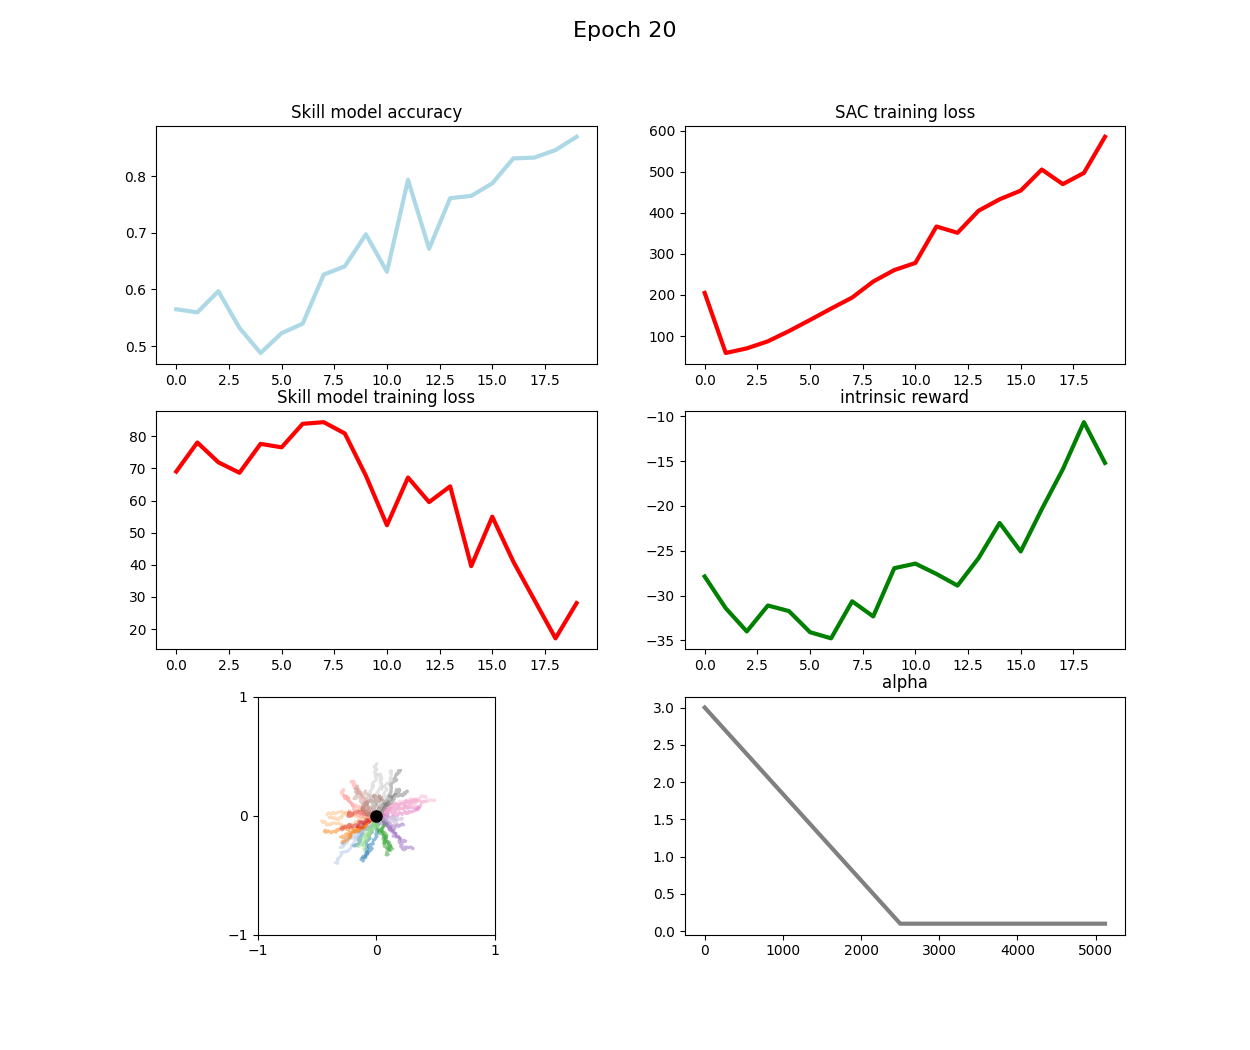 Epoch 20
Skill model accuracy
0.8
0.7
0.6
0.5
0.0 2.5 5.0 7.5 10.0 12.5 15.0 17.5
SAC training loss
600
500
400
300
200
100
0.0 2.5 5.0 7.5 10.0 12.5 15.0 17.5
Skill model training loss
80
70
60
50
40
30
20
0.0 2.5 5.0 7.5 10.0 12.5 15.0 17.5
intrinsic reward
−10
−15
−20
−25
−30
−35
0.0 2.5 5.0 7.5 10.0 12.5 15.0 17.5
1
0
−1
−1 0 1
alpha
3.0
2.5
2.0
1.5
1.0
0.5
0.0
0 1000 2000 3000 4000 5000